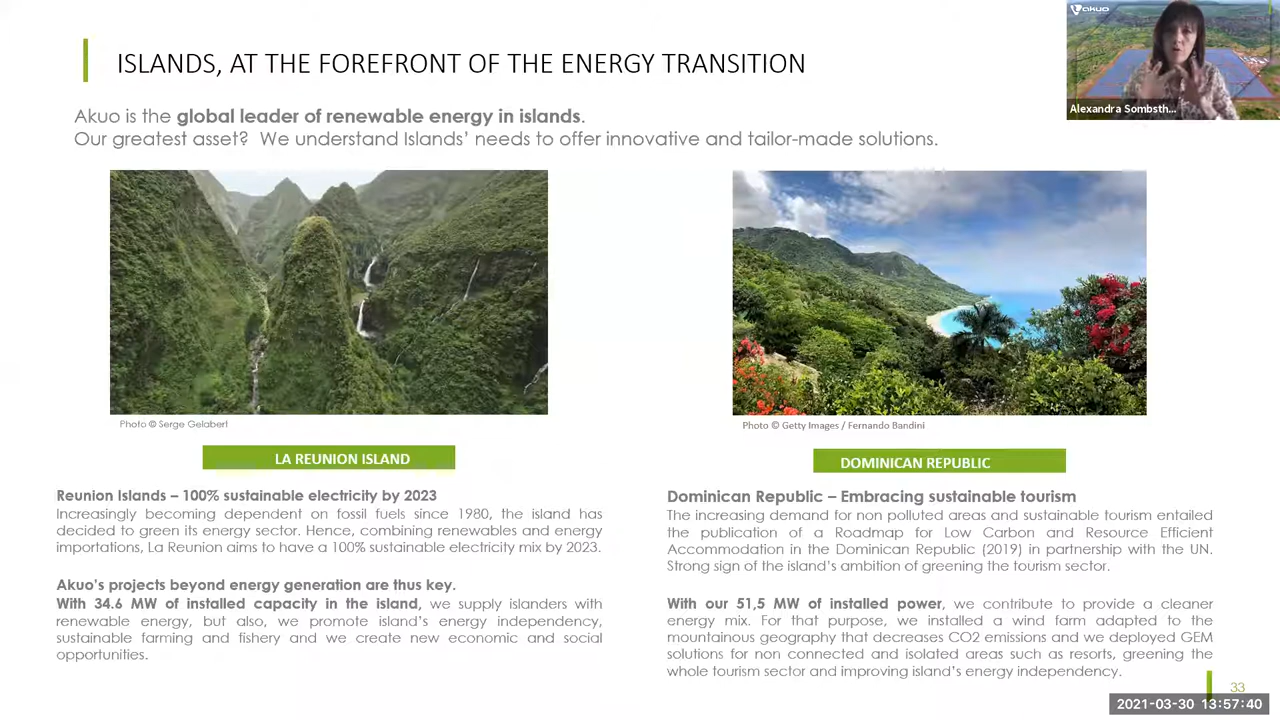 ISLANDS, AT THE FOREFRONT OF THE ENERGY TRANSITION
akuo
Alexandra Sombsth...
Akuo is the global leader of renewable energy in islands.
Our greatest asset? We understand Islands' needs to offer innovative and tailor-made solutions.
Photo © Serge Gelabert
LA REUNION ISLAND
Reunion Islands – 100% sustainable electricity by 2023
Increasingly becoming dependent on fossil fuels since 1980, the island has
decided to green its energy sector. Hence, combining renewables and energy
importations, La Reunion aims to have a 100% sustainable electricity mix by 2023.
Akuo's projects beyond energy generation are thus key.
With 34.6 MW of installed capacity in the island, we supply islanders with
renewable energy, but also, we promote island's energy independency,
sustainable farming and fishery and we create new economic and social
opportunities.
Photo © Getty Images / Fernando Bandini
DOMINICAN REPUBLIC
Dominican Republic – Embracing sustainable tourism
The increasing demand for non polluted areas and sustainable tourism entailed
the publication of a Roadmap for Low Carbon and Resource Efficient
Accommodation in the Dominican Republic (2019) in partnership with the UN.
Strong sign of the island's ambition of greening the tourism sector.
With our 51,5 MW of installed power, we contribute to provide a cleaner
energy mix. For that purpose, we installed a wind farm adapted to the
mountainous geography that decreases CO2 emissions and we deployed GEM
solutions for non connected and isolated areas such as resorts, greening the
whole tourism sector and improving island's energy independency.
33
2021-03-30 13:57:40